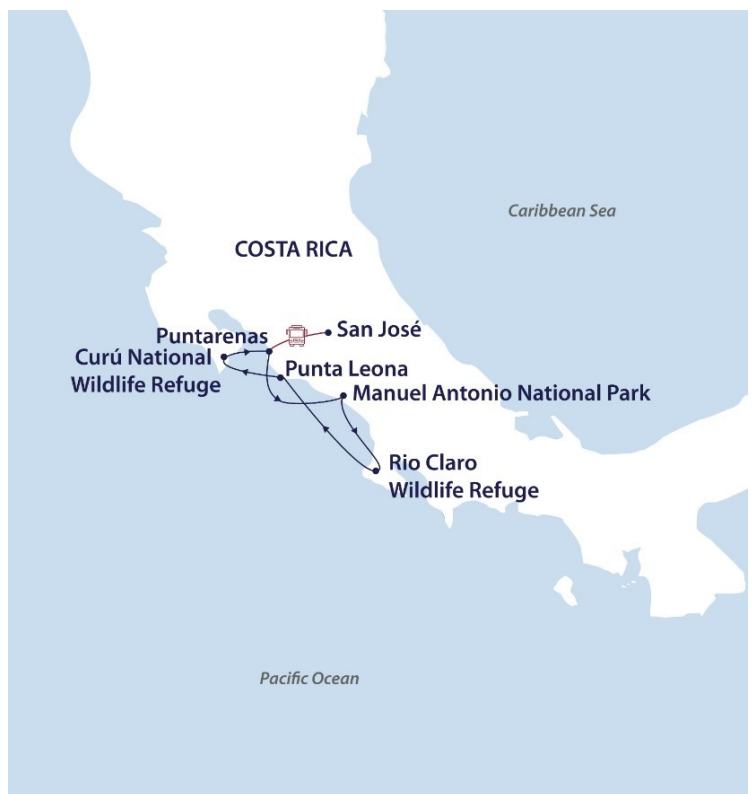 Caribbean Sea
COSTA RICA
San José
Puntarenas
Curú National
Wildlife Refuge
Punta Leona
Manuel Antonio National Park
Rio Claro
Wildlife Refuge
Pacific Ocean